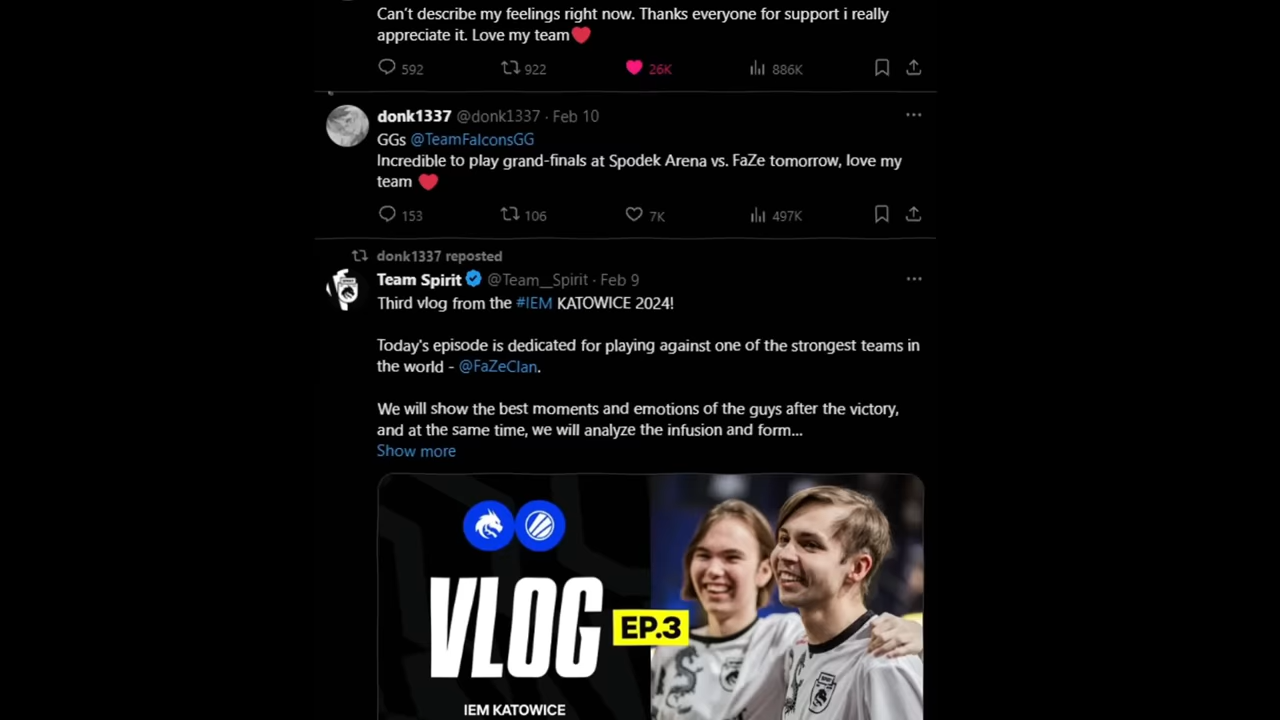 Can't describe my feelings right now. Thanks everyone for support i really
appreciate it. Love my team❤️
592 922 26K 886K
donk1337 @donk1337 · Feb 10
GGs @TeamFalconsGG
Incredible to play grand-finals at Spodek Arena vs. FaZe tomorrow, love my
team ❤️
153 106 7K 497K
donk1337 reposted
Team Spirit @Team__Spirit · Feb 9
Third vlog from the #IEM KATOWICE 2024!
Today's episode is dedicated for playing against one of the strongest teams in
the world - @FaZeClan.
We will show the best moments and emotions of the guys after the victory,
and at the same time, we will analyze the infusion and form...
Show more
VLOG
EP.3
IEM KATOWICE